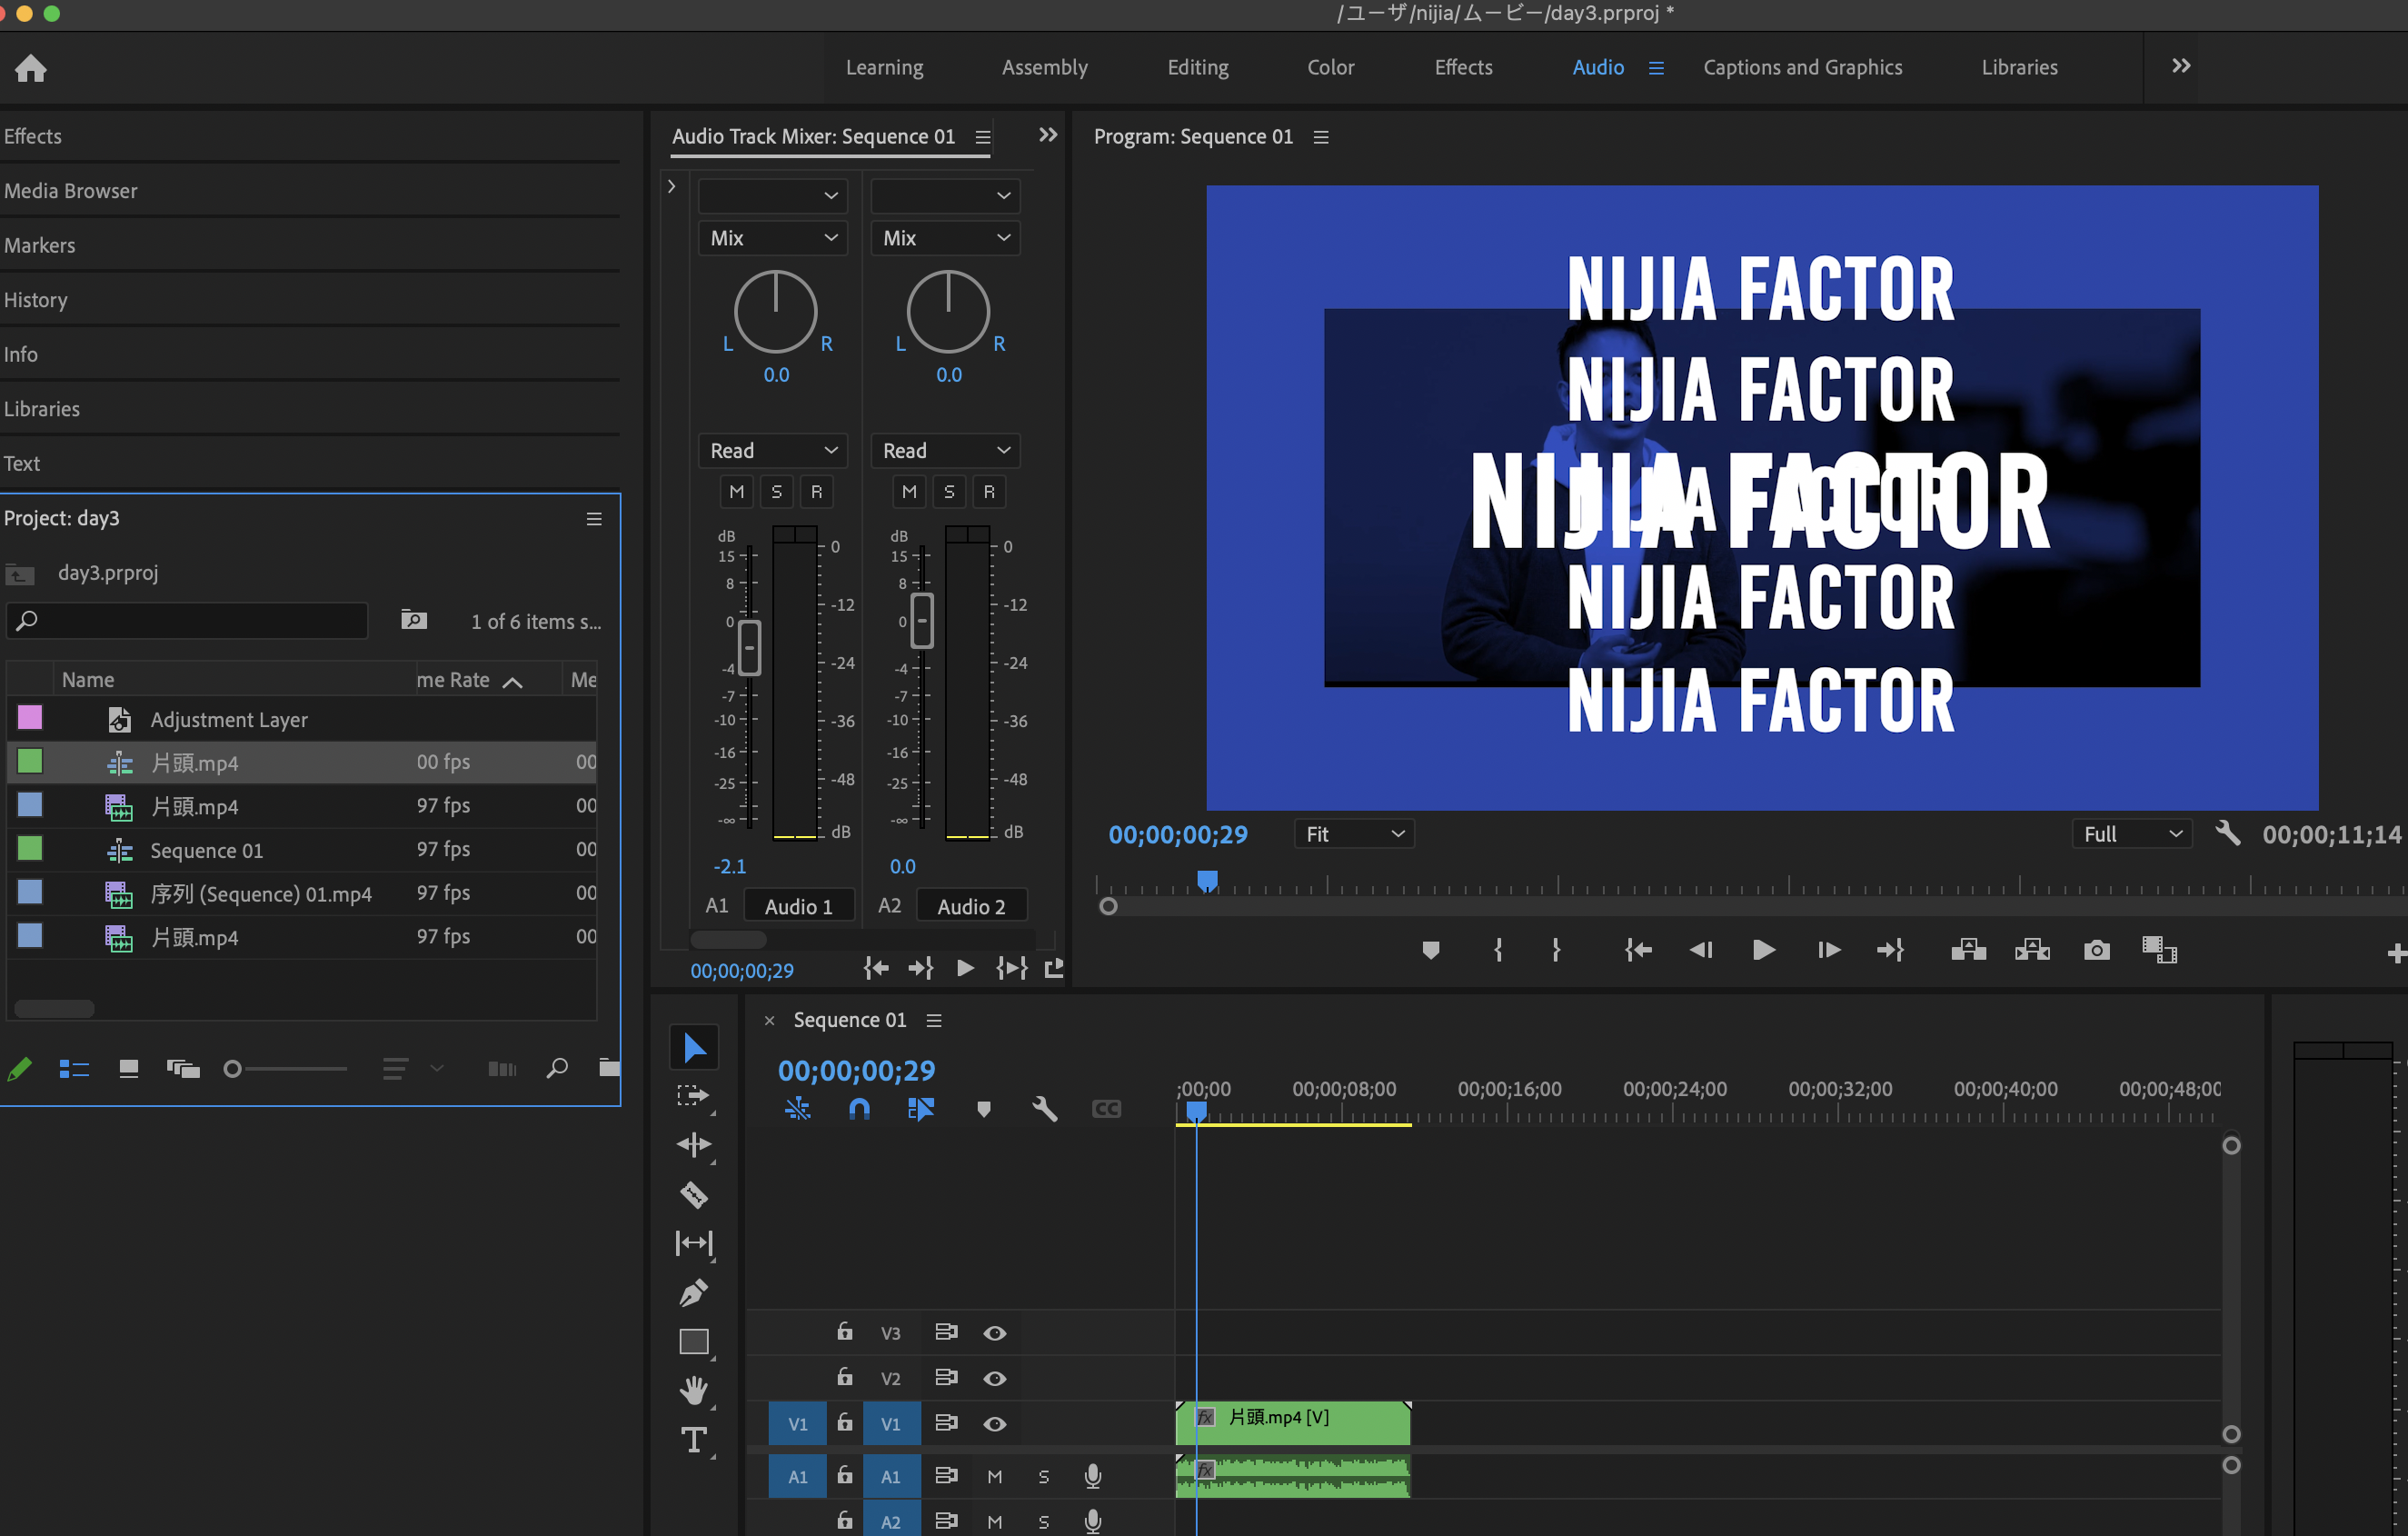 /ユーザ/nijia/ムービー/day3.prproj *
Learning
Assembly
Editing
Color
Effects
Audio
Captions and Graphics
Libraries
Effects
Media Browser
Markers
History
Info
Libraries
Text
Project: day3
day3.prproj
1 of 6 items s...
Name
me Rate
Me
Adjustment Layer
片頭.mp4
00 fps
00
片頭.mp4
97 fps
00
Sequence 01
97 fps
00
序列 (Sequence) 01.mp4
97 fps
00
片頭.mp4
97 fps
00
Audio Track Mixer: Sequence 01
Mix
Mix
L
R
L
R
0.0
0.0
Read
Read
M
S
R
M
S
R
dB
15
8
0
-4
-7
-10
-16
-25
-∞
0
-12
-24
-36
-48
dB
dB
15
8
0
-4
-7
-10
-16
-25
-∞
0
-12
-24
-36
-48
dB
-2.1
0.0
A1
Audio 1
A2
Audio 2
00;00;00;29
Program: Sequence 01
NIJIA FACTOR
NIJIA FACTOR
NIJIA FACTOR
NIJIA FACTOR
NIJIA FACTOR
NIJIA FACTOR
00;00;00;29
Fit
Full
00;00;11;14
Sequence 01
00;00;00;29
CC
;00;00
00;00;08;00
00;00;16;00
00;00;24;00
00;00;32;00
00;00;40;00
00;00;48;00
V3
V2
V1
V1
fx
片頭.mp4 [V]
A1
A1
M
S
fx
A2
M
S